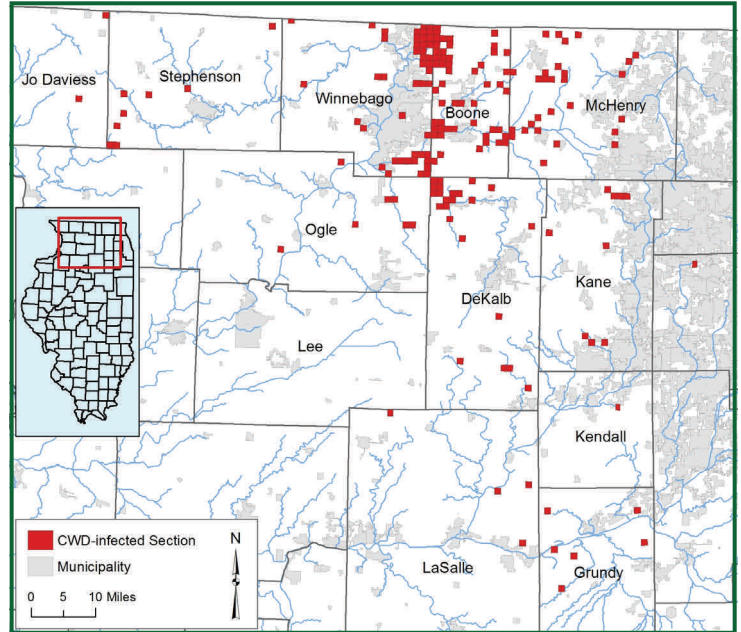 Jo Daviess
Stephenson
Winnebago
Boone
McHenry
Ogle
DeKalb
Kane
Lee
Kendall
LaSalle
Grundy
CWD-infected Section
Municipality
0 5 10 Miles
N